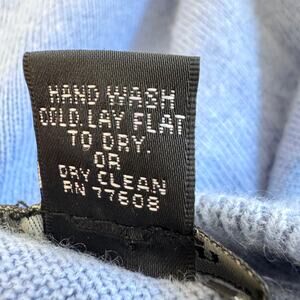 HAND WASH
COLD. LAY FLAT
TO DRY.
OR
DRY CLEAN
RN 77608